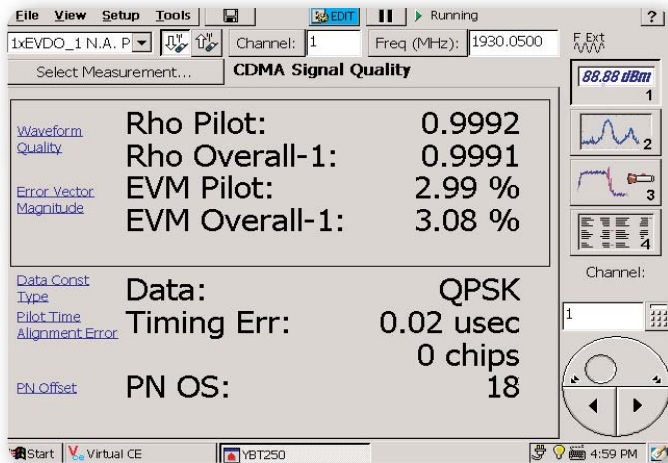 File View Setup Tools EDIT Running ?
1xEVDO_1 N.A. P Channel: 1 Freq (MHz): 1930.0500 F Ext
Select Measurement... CDMA Signal Quality
88.88 dBm
1
2
3
4
Waveform Quality Rho Pilot: 0.9992
Rho Overall-1: 0.9991
Error Vector Magnitude EVM Pilot: 2.99 %
EVM Overall-1: 3.08 %
Data Const Type Data: QPSK
Pilot Time Alignment Error Timing Err: 0.02 usec
0 chips
PN Offset PN OS: 18
Channel:
1
Start Virtual CE YBT250 4:59 PM